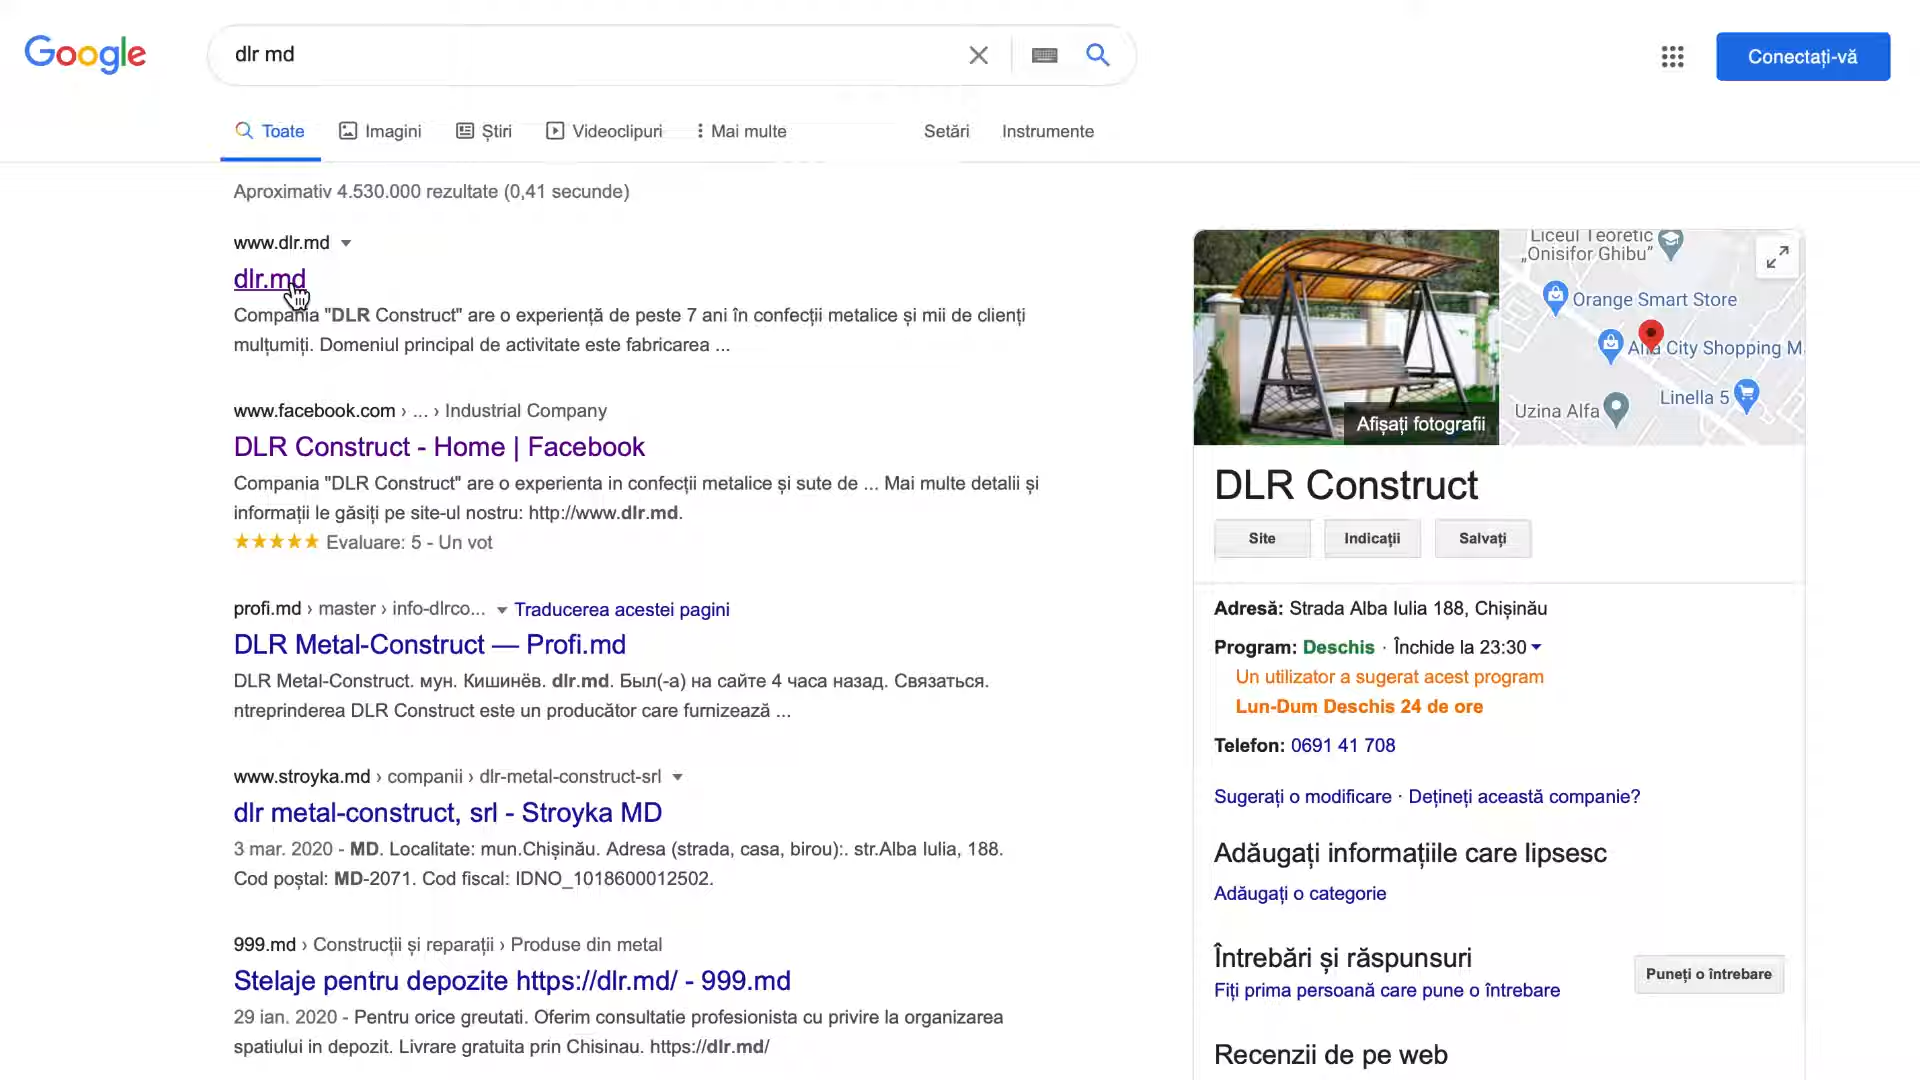 Google
dlr md
Conectați-vă
Toate
Imagini
Știri
Videoclipuri
Mai multe
Setări
Instrumente
Aproximativ 4.530.000 rezultate (0,41 secunde)
www.dlr.md
dlr.md
Compania "DLR Construct" are o experiență de peste 7 ani în confecții metalice și mii de clienți
mulțumiți. Domeniul principal de activitate este fabricarea ...
www.facebook.com › ... › Industrial Company
DLR Construct - Home | Facebook
Compania "DLR Construct" are o experienta in confecții metalice și sute de ... Mai multe detalii și
informații le găsiți pe site-ul nostru: http://www.dlr.md.
Evaluare: 5 - Un vot
profi.md › master › info-dlrco... Traducerea acestei pagini
DLR Metal-Construct — Profi.md
DLR Metal-Construct. мун. Кишинёв. dlr.md. Был(-а) на сайте 4 часа назад. Связаться.
ntreprinderea DLR Construct este un producător care furnizează ...
www.stroyka.md › companii › dlr-metal-construct-srl
dlr metal-construct, srl - Stroyka MD
3 mar. 2020 - MD. Localitate: mun.Chișinău. Adresa (strada, casa, birou):. str.Alba Iulia, 188.
Cod poștal: MD-2071. Cod fiscal: IDNO_1018600012502.
999.md › Construcții și reparații › Produse din metal
Stelaje pentru depozite https://dlr.md/ - 999.md
29 ian. 2020 - Pentru orice greutati. Oferim consultatie profesionista cu privire la organizarea
spatiului in depozit. Livrare gratuita prin Chisinau. https://dlr.md/
Afișați fotografii
Liceul Teoretic
„Onisifor Ghibu”
Orange Smart Store
Alfa City Shopping M
Linella 5
Uzina Alfa
DLR Construct
Site
Indicații
Salvați
Adresă: Strada Alba Iulia 188, Chișinău
Program: Deschis · Închide la 23:30
Un utilizator a sugerat acest program
Lun-Dum Deschis 24 de ore
Telefon: 0691 41 708
Sugerați o modificare · Dețineți această companie?
Adăugați informațiile care lipsesc
Adăugați o categorie
Întrebări și răspunsuri
Fiți prima persoană care pune o întrebare
Puneți o întrebare
Recenzii de pe web